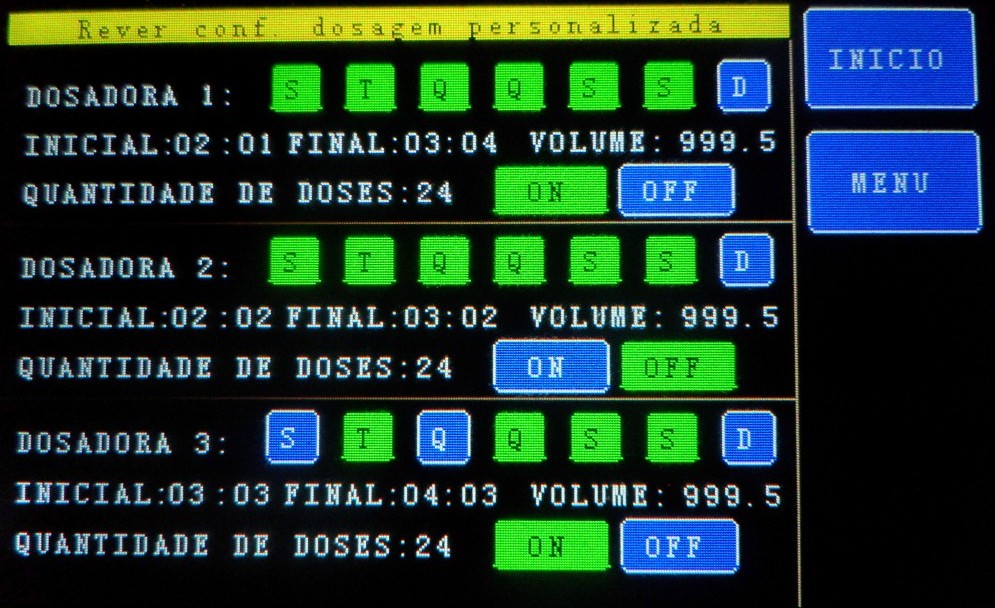 Rever conf. dosagem personalizada
INICIO
MENU
DOSADORA 1: S T Q Q S S D
INICIAL:02:01 FINAL:03:04 VOLUME: 999.5
QUANTIDADE DE DOSES:24 ON OFF
DOSADORA 2: S T Q Q S S D
INICIAL:02:02 FINAL:03:02 VOLUME: 999.5
QUANTIDADE DE DOSES:24 ON OFF
DOSADORA 3: S T Q Q S S D
INICIAL:03:03 FINAL:04:03 VOLUME: 999.5
QUANTIDADE DE DOSES:24 ON OFF